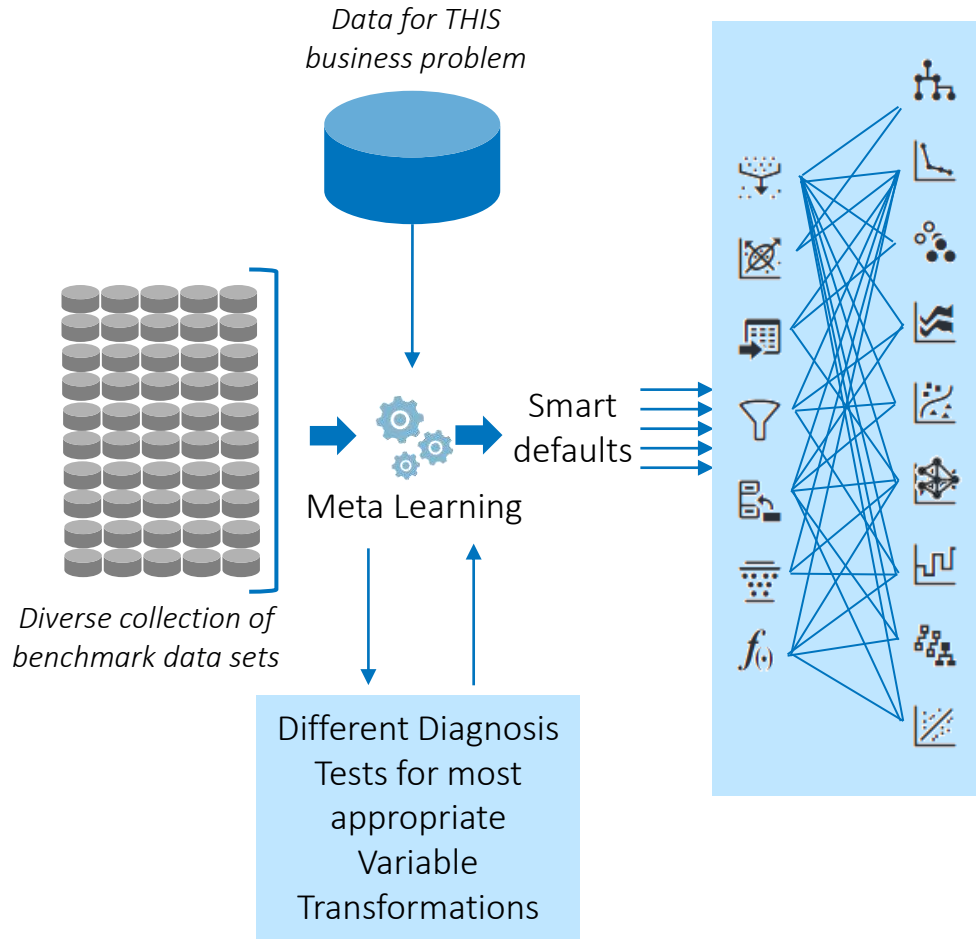 Data for THIS
business problem
Smart
defaults
Meta Learning
Diverse collection of
benchmark data sets
f(·)
Different Diagnosis
Tests for most
appropriate
Variable
Transformations